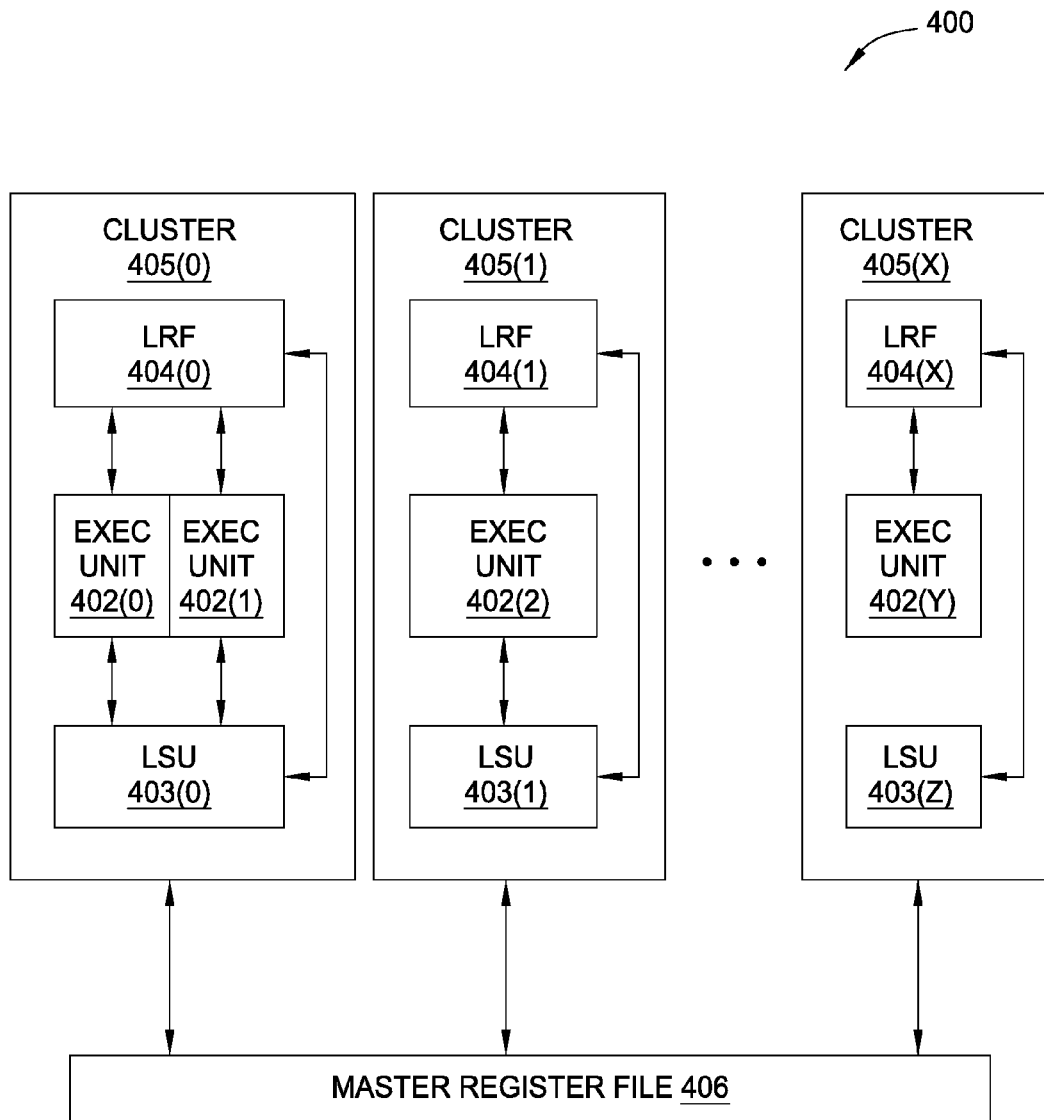 400
CLUSTER
405(0)
LRF
404(0)
EXEC
UNIT
402(0)
EXEC
UNIT
402(1)
LSU
403(0)
CLUSTER
405(1)
LRF
404(1)
EXEC
UNIT
402(2)
LSU
403(1)
CLUSTER
405(X)
LRF
404(X)
EXEC
UNIT
402(Y)
LSU
403(Z)
MASTER REGISTER FILE 406